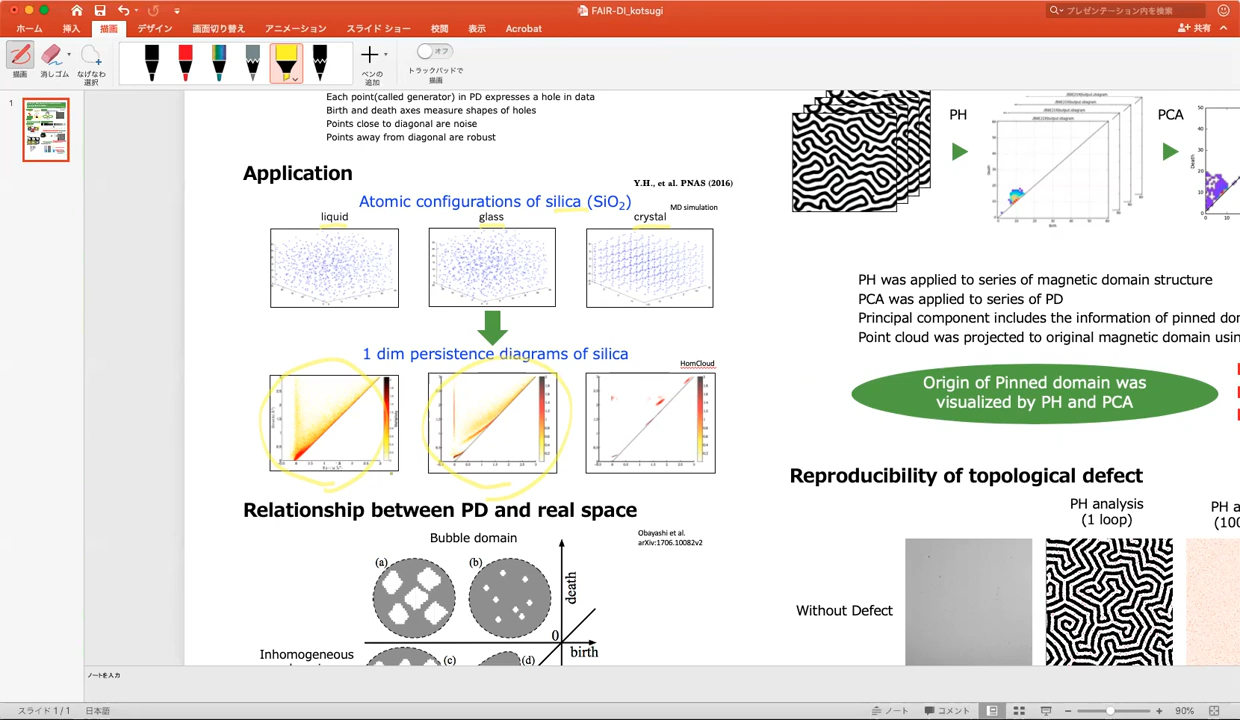 FAIR-DI_kotsugi
プレゼンテーション内を検索
ホーム
挿入
描画
デザイン
画面切り替え
アニメーション
スライド ショー
校閲
表示
Acrobat
共有
描画
消しゴム
なげなわ
選択
ペンの
追加
オフ
トラックパッドで
描画
1
Each point(called generator) in PD expresses a hole in data
Birth and death axes measure shapes of holes
Points close to diagonal are noise
Points away from diagonal are robust
Application
Y.H., et al. PNAS (2016)
Atomic configurations of silica (SiO2)
MD simulation
liquid
glass
crystal
1 dim persistence diagrams of silica
HomCloud
Relationship between PD and real space
Bubble domain
Obayashi et al.
arXiv:1706.10082v2
(a)
(b)
death
0
birth
Inhomogeneous
(c)
(d)
PH
PCA
Death
50
40
30
20
10
0
0
10
PH was applied to series of magnetic domain structure
PCA was applied to series of PD
Principal component includes the information of pinned dor
Point cloud was projected to original magnetic domain usin
Origin of Pinned domain was
visualized by PH and PCA
Reproducibility of topological defect
PH analysis
(1 loop)
PH a
(100
Without Defect
ノートを入力
スライド 1 / 1
日本語
ノート
コメント
90%